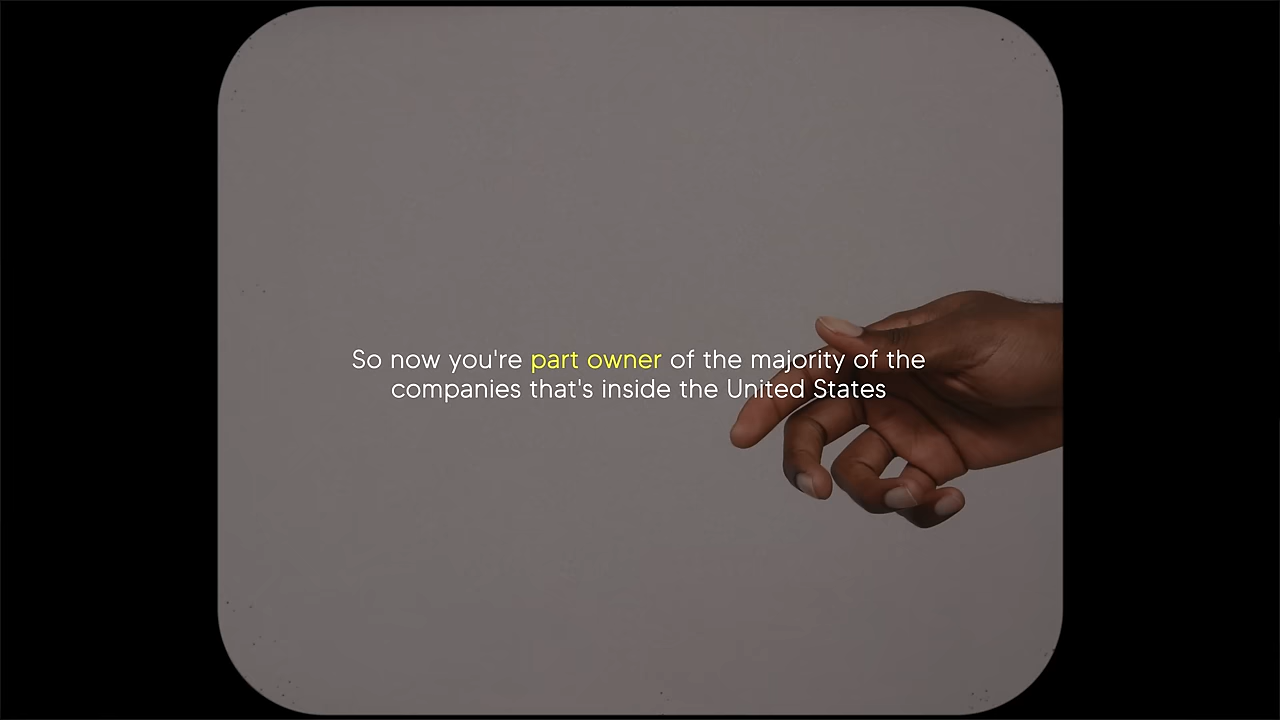 So now you're part owner of the majority of the
companies that's inside the United States